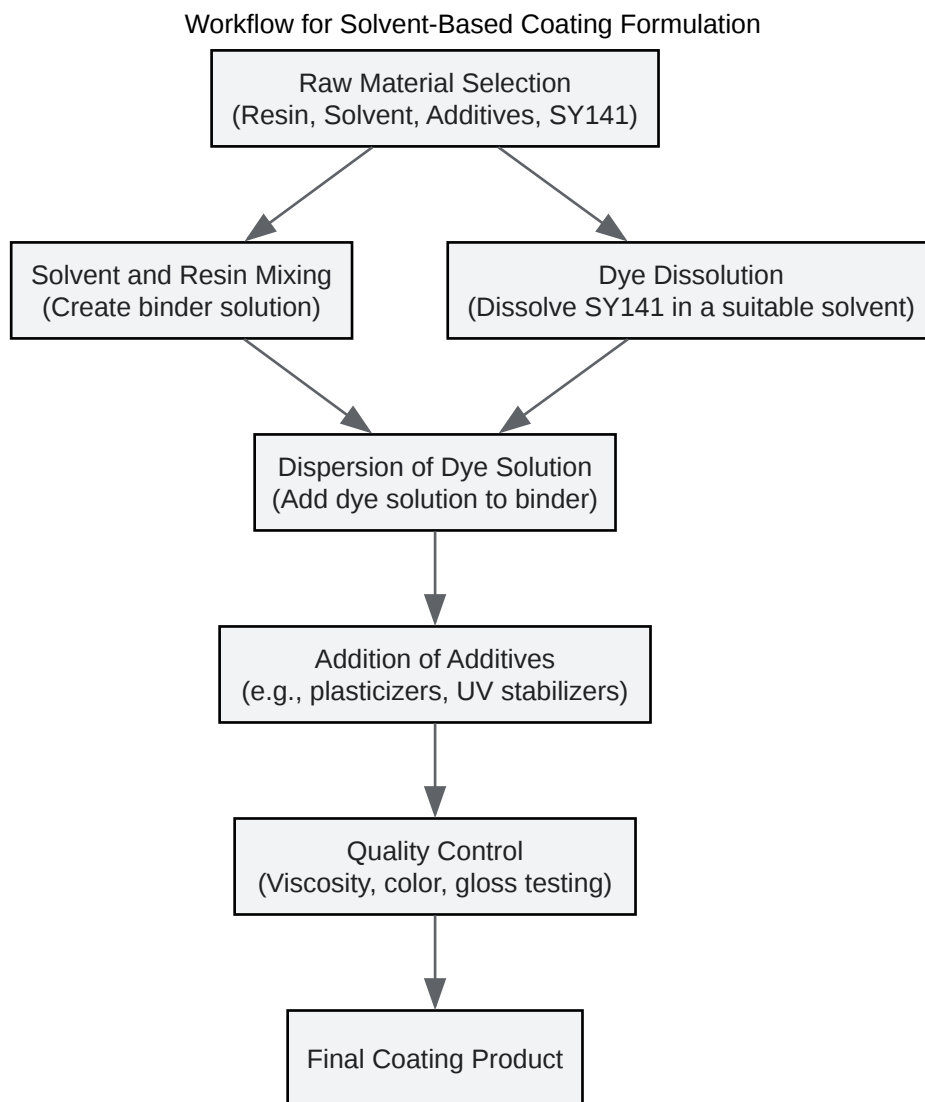 Workflow for Solvent-Based Coating Formulation
Raw Material Selection
(Resin, Solvent, Additives, SY141)
Solvent and Resin Mixing
(Create binder solution)
Dye Dissolution
(Dissolve SY141 in a suitable solvent)
Dispersion of Dye Solution
(Add dye solution to binder)
Addition of Additives
(e.g., plasticizers, UV stabilizers)
Quality Control
(Viscosity, color, gloss testing)
Final Coating Product